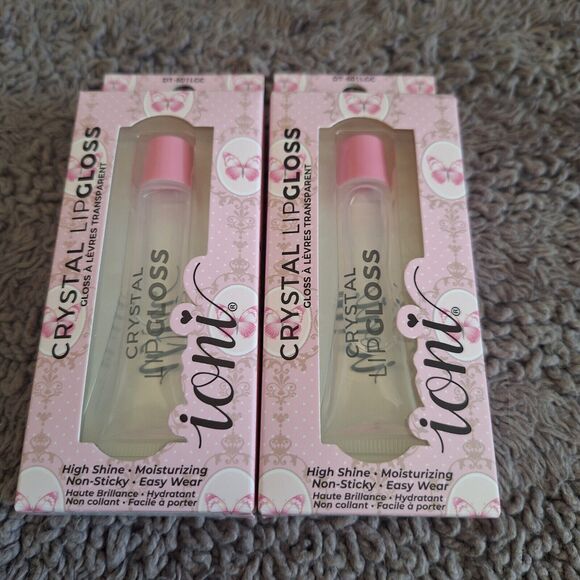 CRYSTAL LIPGLOSS
GLOSS À LÈVRES TRANSPARENT
CRYSTAL
LIPGLOSS
ioni®
High Shine • Moisturizing
Non-Sticky • Easy Wear
Haute Brillance • Hydratant
Non collant • Facile à porter
CRYSTAL LIPGLOSS
GLOSS À LÈVRES TRANSPARENT
CRYSTAL
LIPGLOSS
ioni®
High Shine • Moisturizing
Non-Sticky • Easy Wear
Haute Brillance • Hydratant
Non collant • Facile à porter